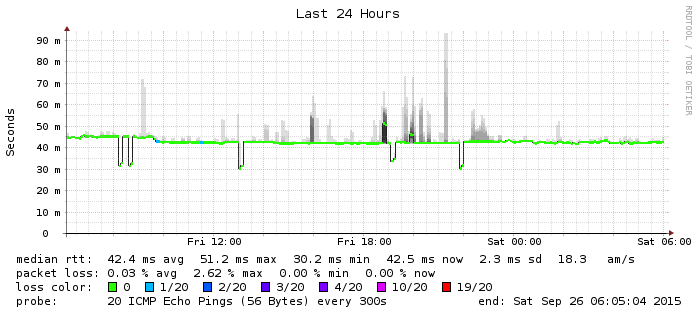 Last 24 Hours
RRDTOOL / TOBI OETIKER
Seconds
90 m
80 m
70 m
60 m
50 m
40 m
30 m
20 m
10 m
0
Fri 12:00 Fri 18:00 Sat 00:00 Sat 06:00
median rtt: 42.4 ms avg 51.2 ms max 30.2 ms min 42.5 ms now 2.3 ms sd 18.3 am/s
packet loss: 0.03 % avg 2.62 % max 0.00 % min 0.00 % now
loss color: 0 1/20 2/20 3/20 4/20 10/20 19/20
probe: 20 ICMP Echo Pings (56 Bytes) every 300s end: Sat Sep 26 06:05:04 2015